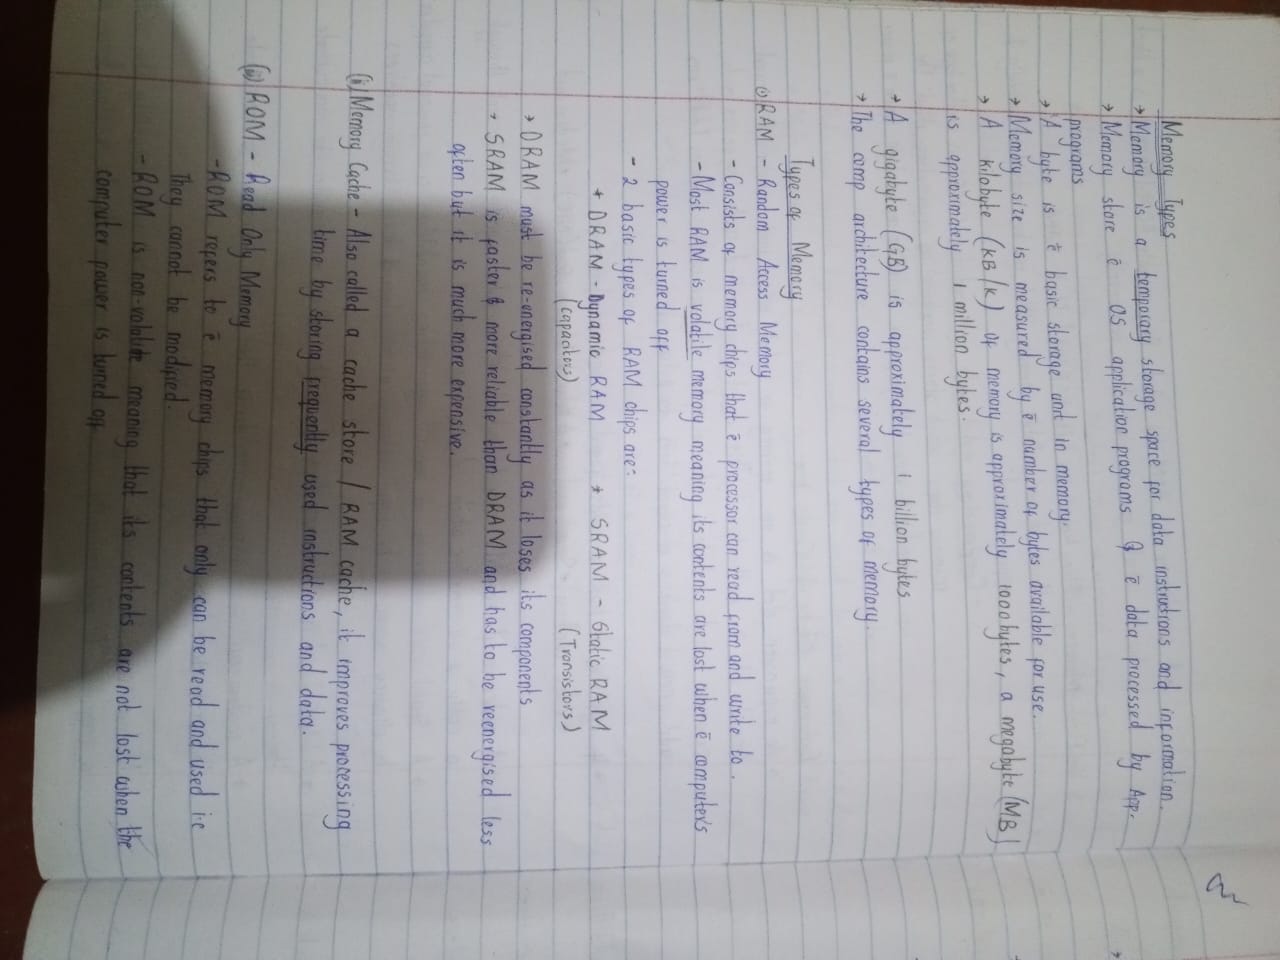 Memory Types
→ Memory is a temporary storage space for data instructions and information.
→ Memory store ē OS application programs & ē data processed by App.
programs
→ A byte is ē basic storage unit in memory.
→ Memory size is measured by ē number of bytes available for use.
→ A kilobyte (KB/K) of memory is approximately 1000 bytes, a megabyte (MB)
is approximately 1 million bytes.
→ A gigabyte (GB) is approximately 1 billion bytes
→ The comp architecture contains several types of memory.
Types of Memory
(i) RAM - Random Access Memory
- Consists of memory chips that ē processor can read from and write to.
- Most RAM is volatile memory meaning its contents are lost when ē computer's
power is turned off
- 2 basic types of RAM chips are:
* DRAM - Dynamic RAM * SRAM - Static RAM
(capacitors) (Transistors)
→ DRAM must be re-energised constantly as it loses its components
→ SRAM is faster & more reliable than DRAM and has to be reenergised less
often but it is much more expensive.
(ii) Memory Cache - Also called a cache store / RAM cache, it improves processing
time by storing frequently used instructions and data.
(iii) ROM - Read Only Memory
- ROM refers to ē memory chips that only can be read and used i.e
They cannot be modified.
- ROM is non-volatile meaning that its contents are not lost when the
computer power is turned off